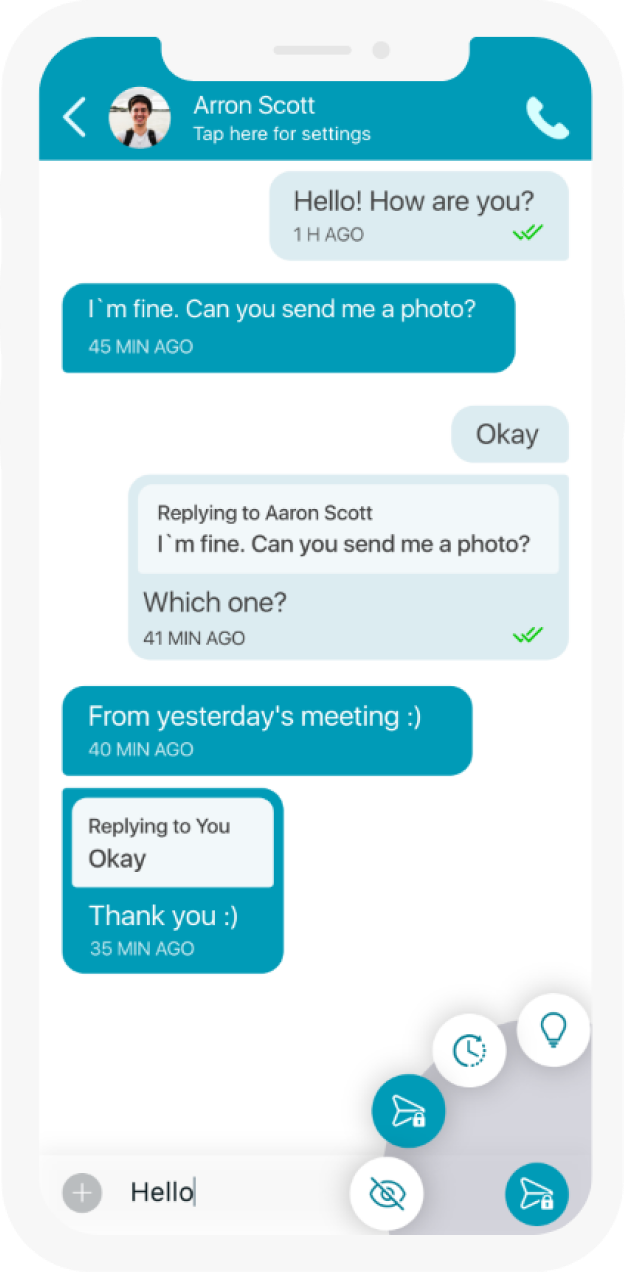 Arron Scott
Tap here for settings
Hello! How are you?
1 H AGO
I`m fine. Can you send me a photo?
45 MIN AGO
Okay
Replying to Aaron Scott
I`m fine. Can you send me a photo?
Which one?
41 MIN AGO
From yesterday's meeting :)
40 MIN AGO
Replying to You
Okay
Thank you :)
35 MIN AGO
Hello